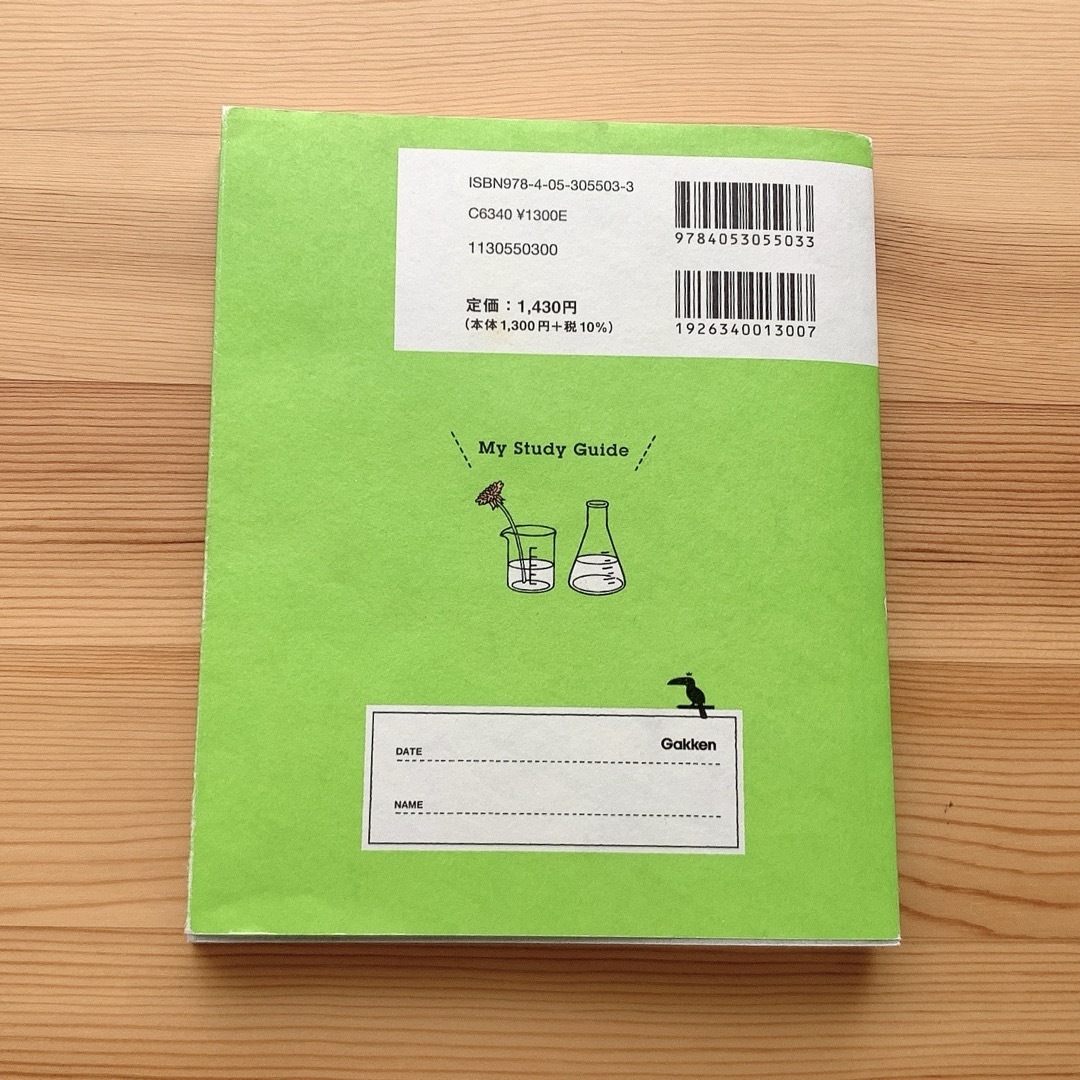 ISBN978-4-05-305503-3
C6340 ¥1300E
1130550300
定価：1,430円
（本体1,300円＋税10%）
9784053055033
1926340013007
My Study Guide
Gakken
DATE
NAME